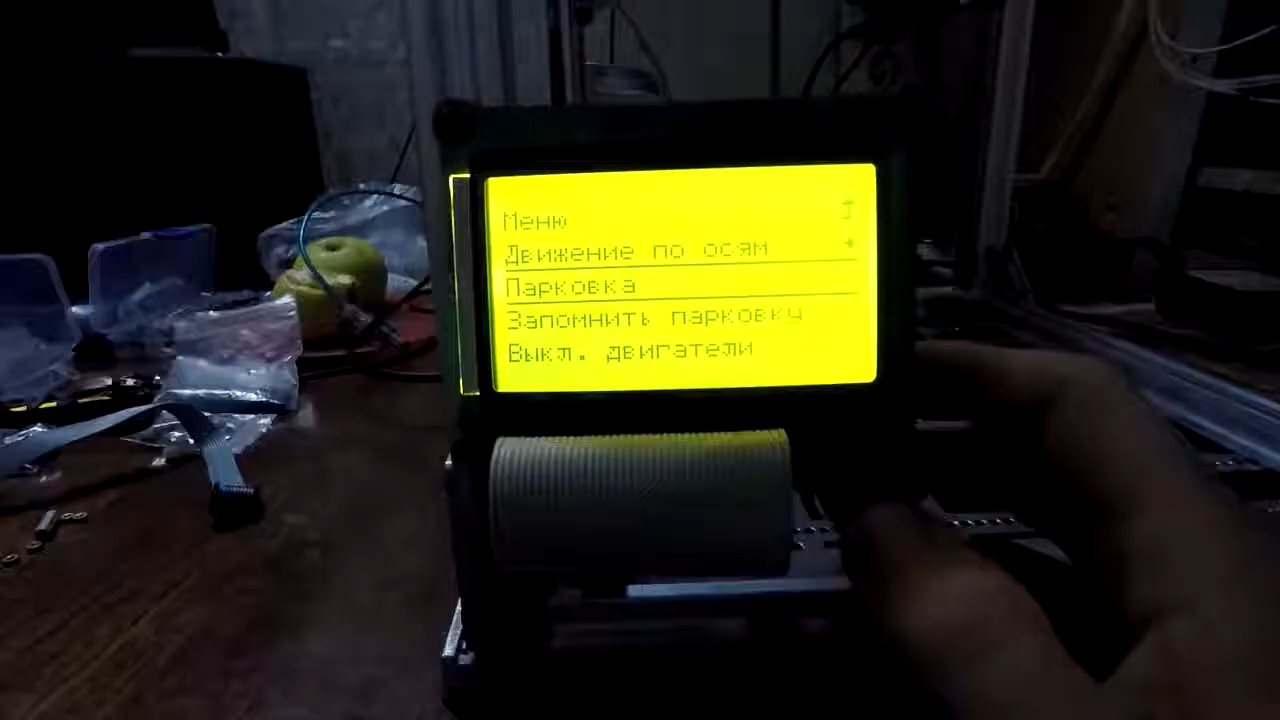 Меню
Движение по осям
Парковка
Запомнить парковку
Выкл. двигатели